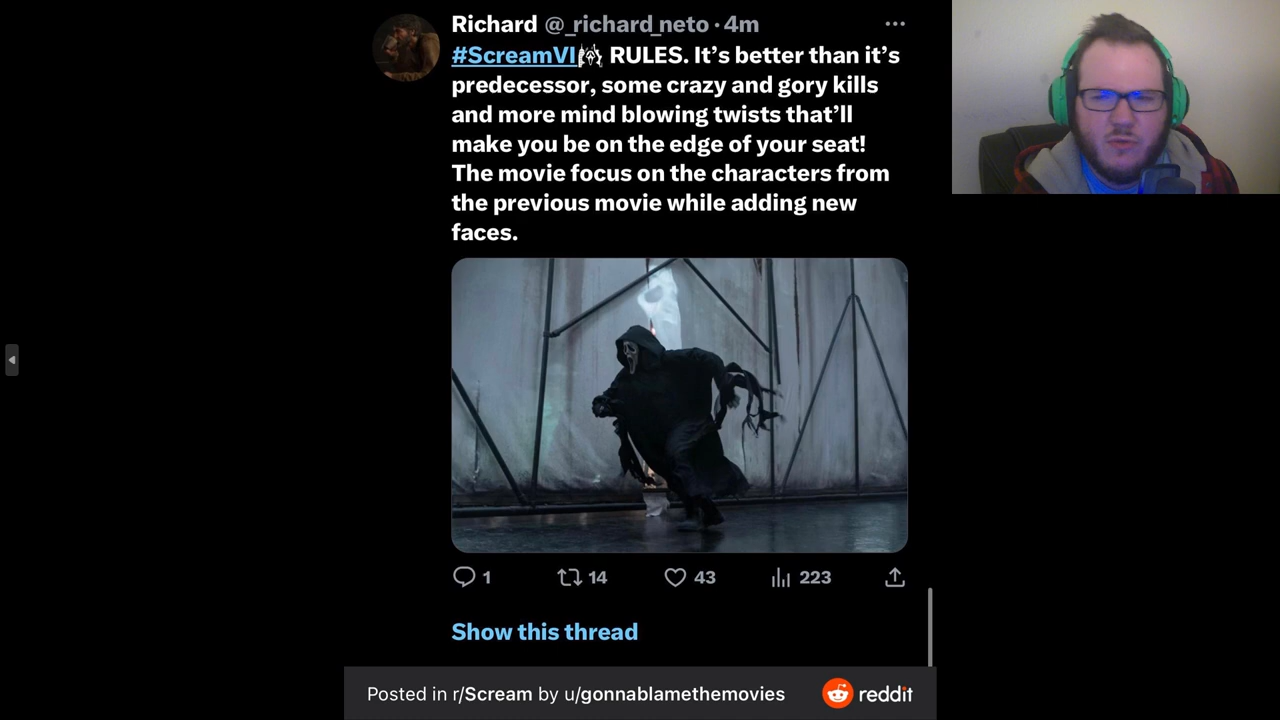 Richard @_richard_neto · 4m
#ScreamVI RULES. It’s better than it’s
predecessor, some crazy and gory kills
and more mind blowing twists that’ll
make you be on the edge of your seat!
The movie focus on the characters from
the previous movie while adding new
faces.
1 14 43 223
Show this thread
Posted in r/Scream by u/gonnablamethemovies reddit